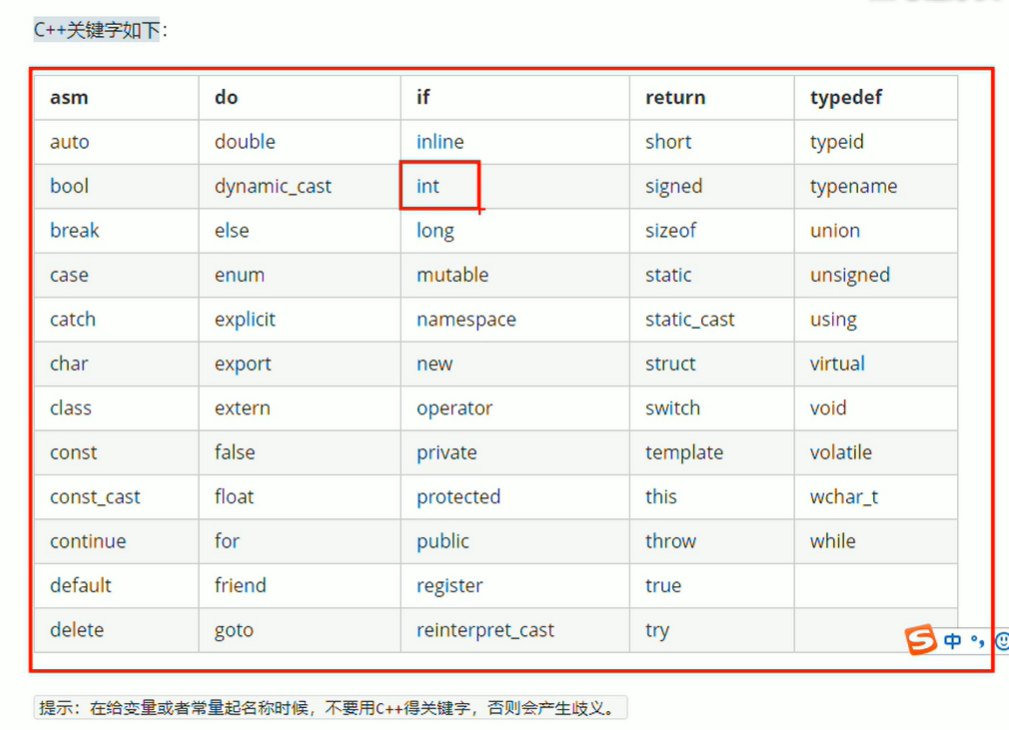 C++关键字如下:
asm do if return typedef
auto double inline short typeid
bool dynamic_cast int signed typename
break else long sizeof union
case enum mutable static unsigned
catch explicit namespace static_cast using
char export new struct virtual
class extern operator switch void
const false private template volatile
const_cast float protected this wchar_t
continue for public throw while
default friend register true
delete goto reinterpret_cast try
中 °,
提示：在给变量或者常量起名称时候，不要用C++得关键字，否则会产生歧义。